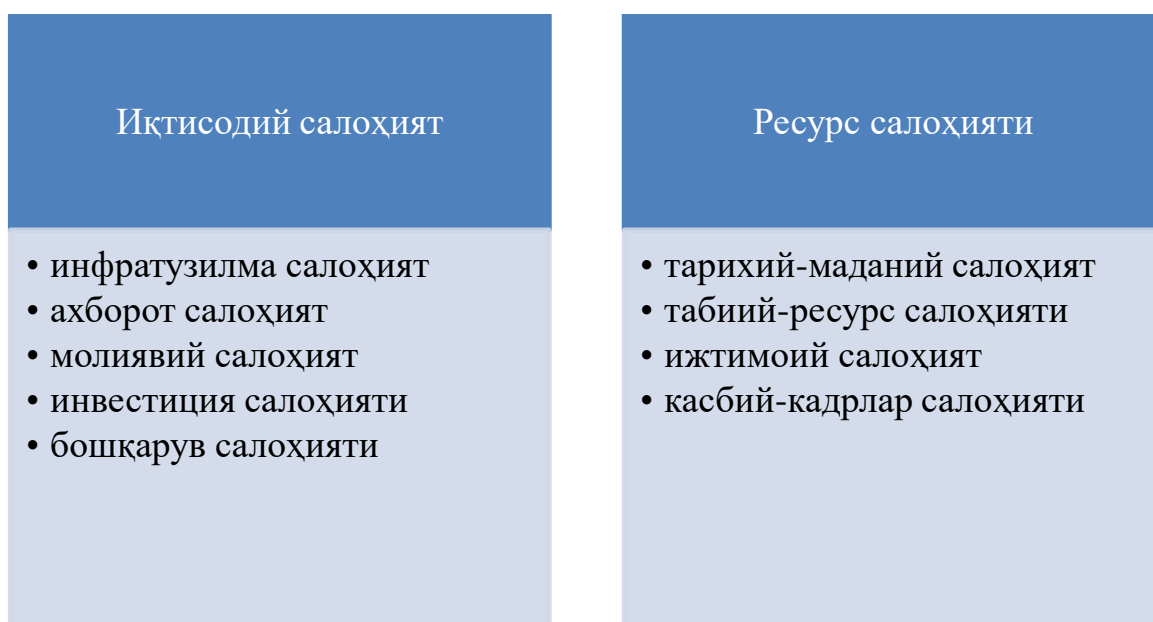 Иқтисодий салоҳият
• инфратузилма салоҳият
• ахборот салоҳият
• молиявий салоҳият
• инвестиция салоҳияти
• бошқарув салоҳияти
Ресурс салоҳияти
• тарихий-маданий салоҳият
• табиий-ресурс салоҳияти
• ижтимоий салоҳият
• касбий-кадрлар салоҳияти